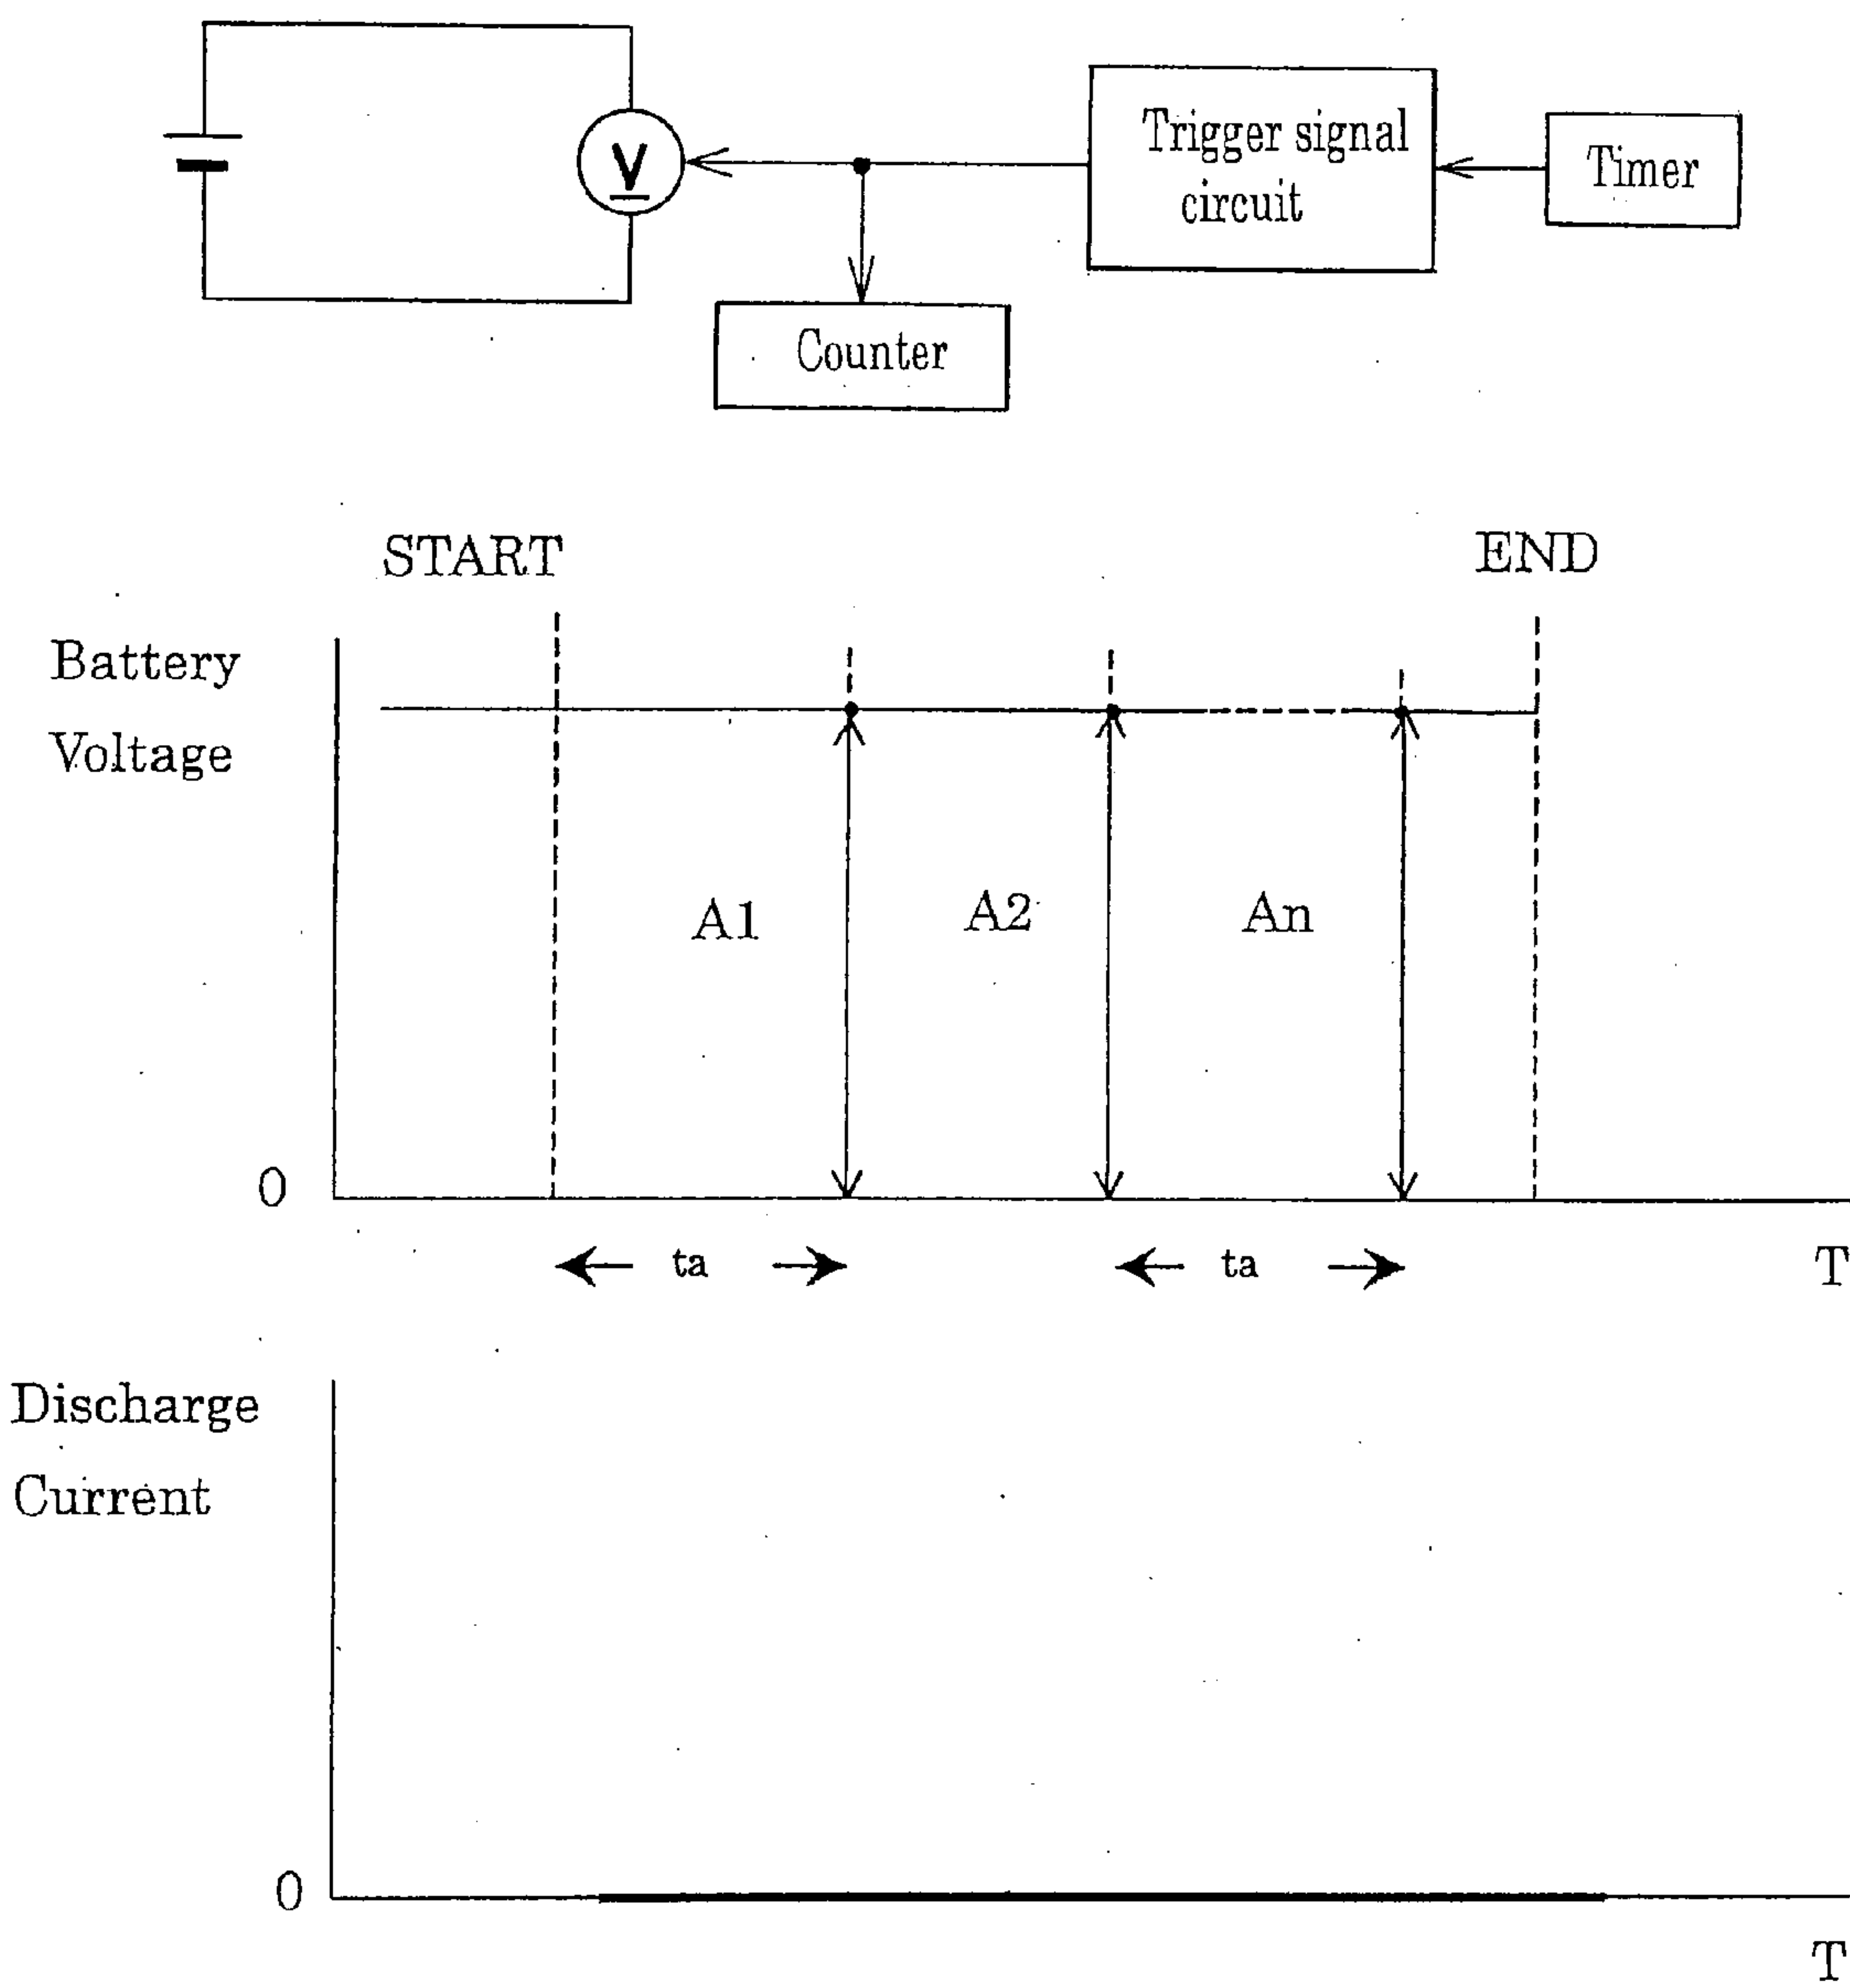 Trigger signal
circuit
Timer
V
Counter
START
END
Battery
Voltage
A1
A2
An
0
ta
ta
T
Discharge
Current
0
T